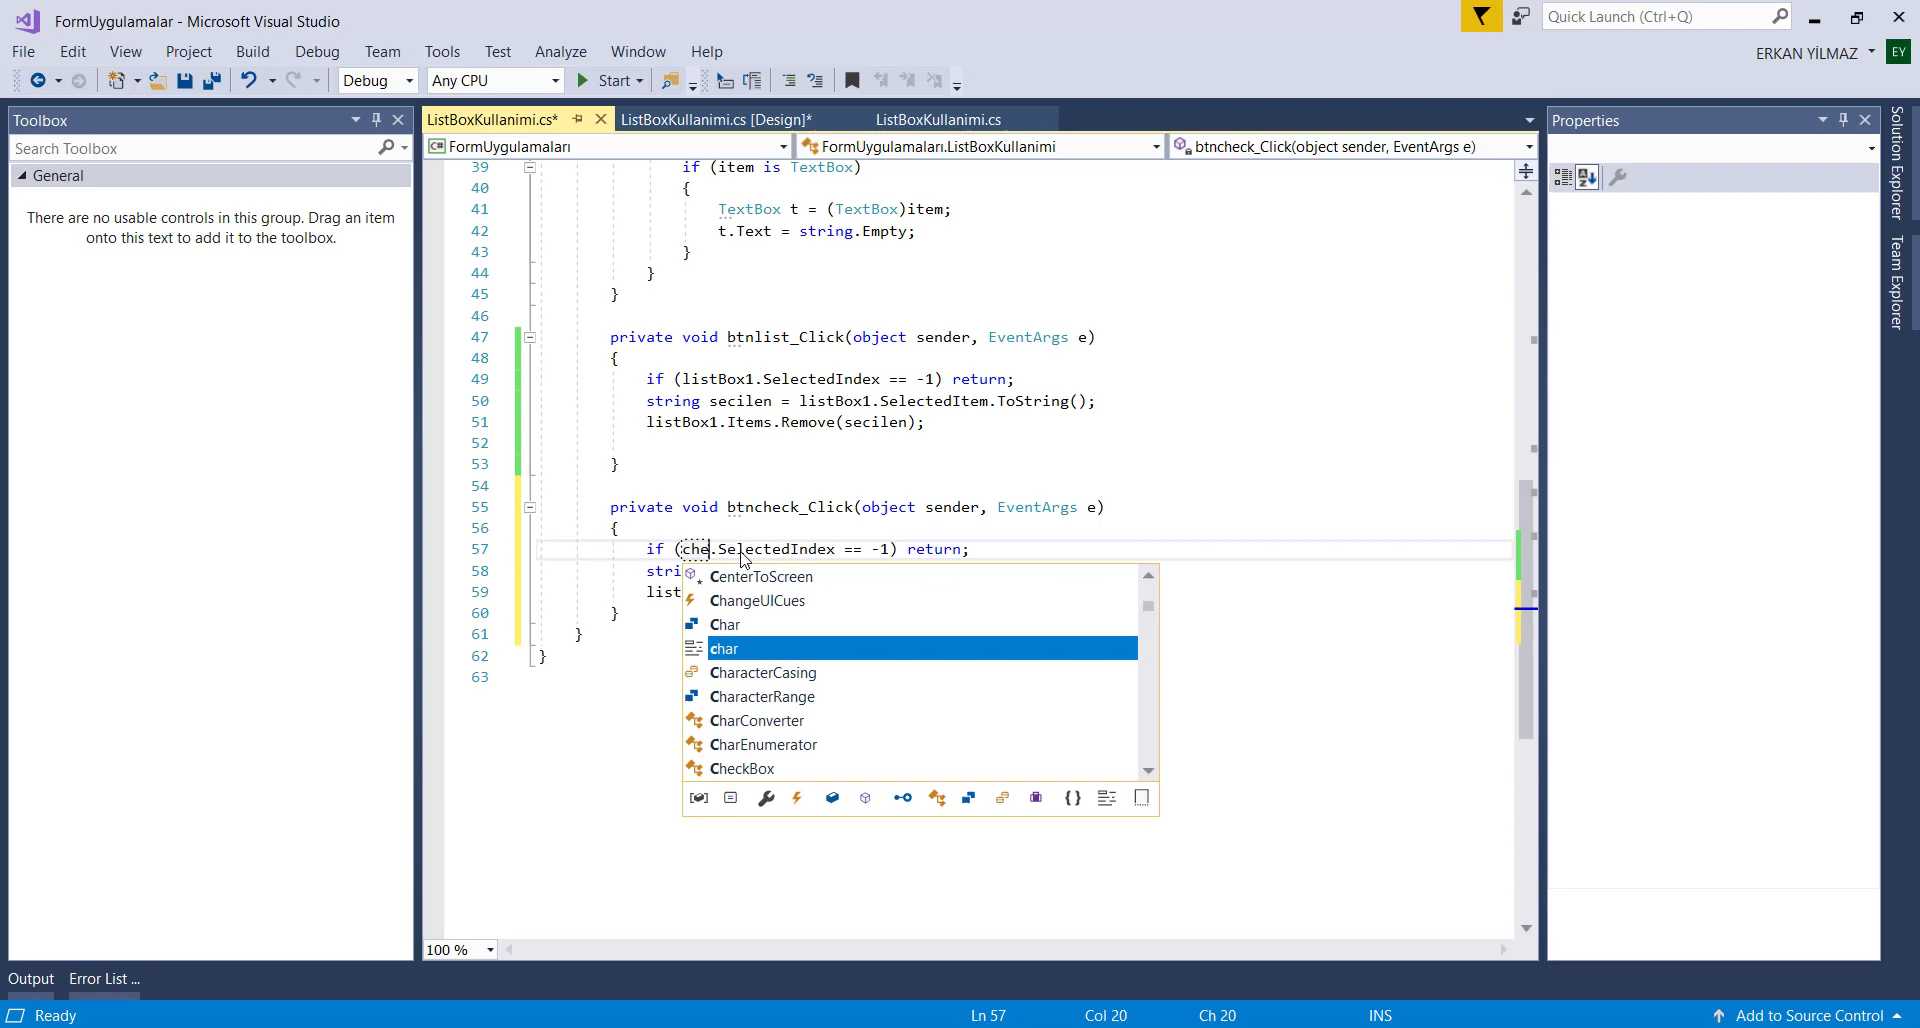 FormUygulamalar - Microsoft Visual Studio
Quick Launch (Ctrl+Q)
File Edit View Project Build Debug Team Tools Test Analyze Window Help
ERKAN YİLMAZ EY
Debug Any CPU Start
Toolbox
Search Toolbox
General
There are no usable controls in this group. Drag an item
onto this text to add it to the toolbox.
ListBoxKullanimi.cs* ListBoxKullanimi.cs [Design]* ListBoxKullanimi.cs
C# FormUygulamaları FormUygulamaları.ListBoxKullanimi btncheck_Click(object sender, EventArgs e)
39 if (item is TextBox)
40 {
41 TextBox t = (TextBox)item;
42 t.Text = string.Empty;
43 }
44 }
45 }
46
47 private void btnlist_Click(object sender, EventArgs e)
48 {
49 if (listBox1.SelectedIndex == -1) return;
50 string secilen = listBox1.SelectedItem.ToString();
51 listBox1.Items.Remove(secilen);
52
53 }
54
55 private void btncheck_Click(object sender, EventArgs e)
56 {
57 if (che.SelectedIndex == -1) return;
58 stri
59 list
60 }
61 }
62 }
63
CenterToScreen
ChangeUICues
Char
char
CharacterCasing
CharacterRange
CharConverter
CharEnumerator
CheckBox
100 %
Properties
Solution Explorer
Team Explorer
Output Error List ...
Ready Ln 57 Col 20 Ch 20 INS Add to Source Control